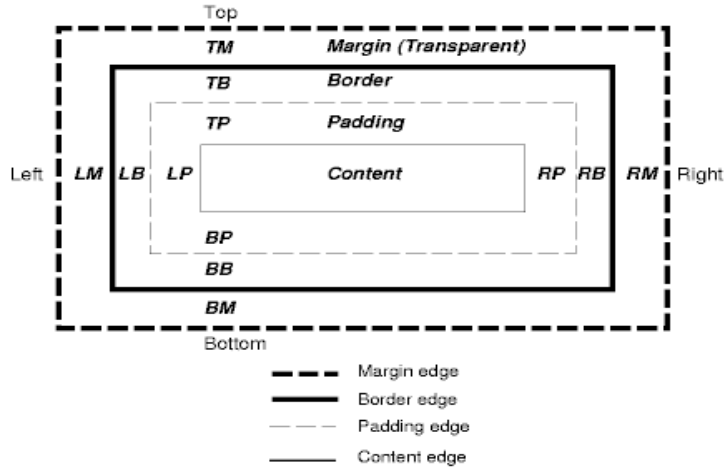 Top
TM Margin (Transparent)
TB Border
TP Padding
Left LM LB LP Content RP RB RM Right
BP
BB
BM
Bottom
Margin edge
Border edge
Padding edge
Content edge